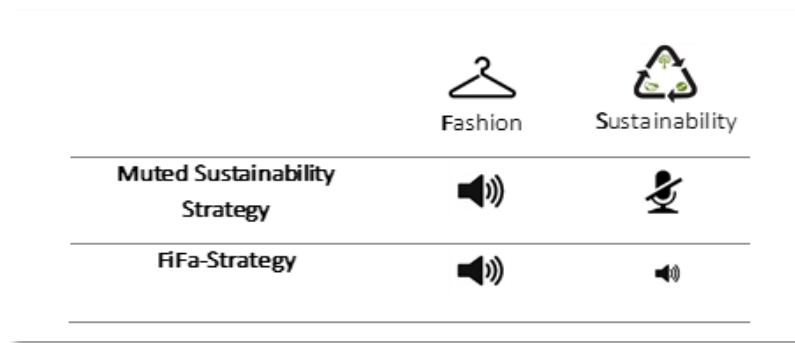 Fashion Sustainability
Muted Sustainability
Strategy
FiFa-Strategy